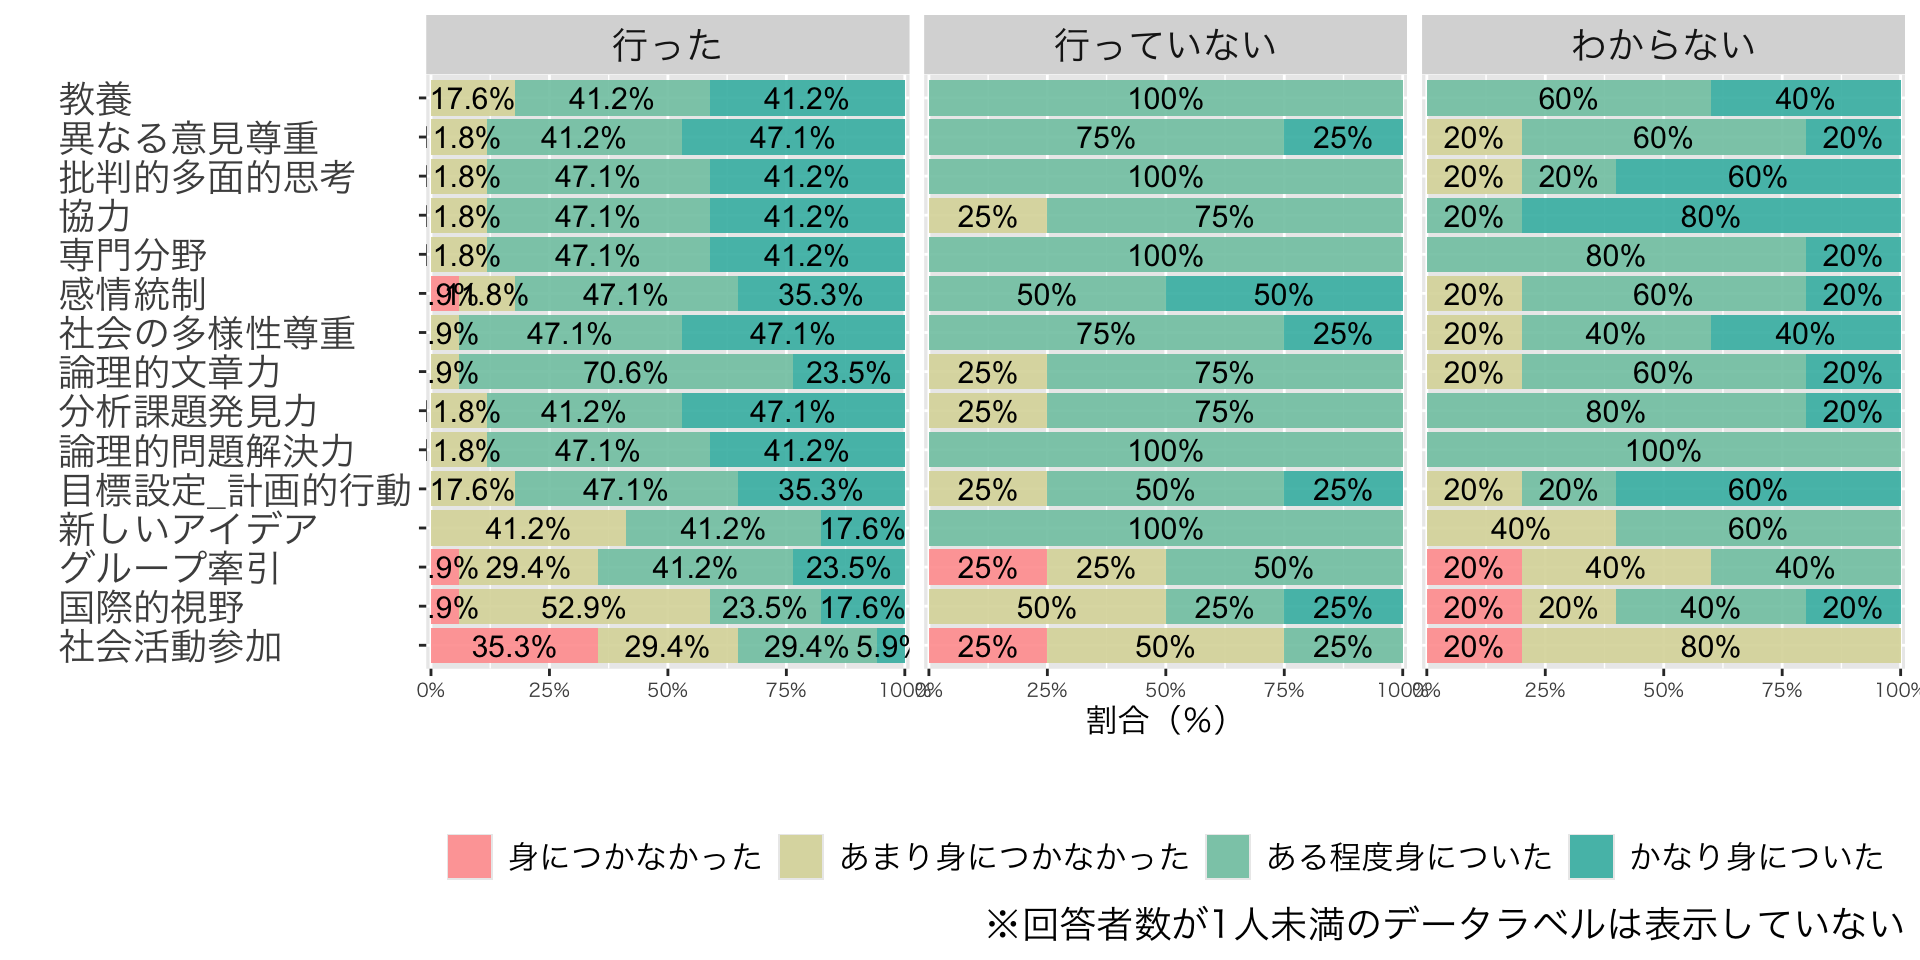 行った 行っていない わからない
教養 17.6% 41.2% 41.2% 100% 60% 40%
異なる意見尊重 1.8% 41.2% 47.1% 75% 25% 20% 60% 20%
批判的多面的思考 1.8% 47.1% 41.2% 100% 20% 20% 60%
協力 1.8% 47.1% 41.2% 25% 75% 20% 80%
専門分野 1.8% 47.1% 41.2% 100% 80% 20%
感情統制 .9% 11.8% 47.1% 35.3% 50% 50% 20% 60% 20%
社会の多様性尊重 .9% 47.1% 47.1% 75% 25% 20% 40% 40%
論理的文章力 .9% 70.6% 23.5% 25% 75% 20% 60% 20%
分析課題発見力 1.8% 41.2% 47.1% 25% 75% 80% 20%
論理的問題解決力 1.8% 47.1% 41.2% 100% 100%
目標設定_計画的行動 17.6% 47.1% 35.3% 25% 50% 25% 20% 20% 60%
新しいアイデア 41.2% 41.2% 17.6% 100% 40% 60%
グループ牽引 .9% 29.4% 41.2% 23.5% 25% 25% 50% 20% 40% 40%
国際的視野 .9% 52.9% 23.5% 17.6% 50% 25% 25% 20% 20% 40% 20%
社会活動参加 35.3% 29.4% 29.4% 5.9% 25% 50% 25% 20% 80%
0% 25% 50% 75% 100% 0% 25% 50% 75% 100% 0% 25% 50% 75% 100%
割合（％）
身につかなかった あまり身につかなかった ある程度身についた かなり身についた
※回答者数が1人未満のデータラベルは表示していない